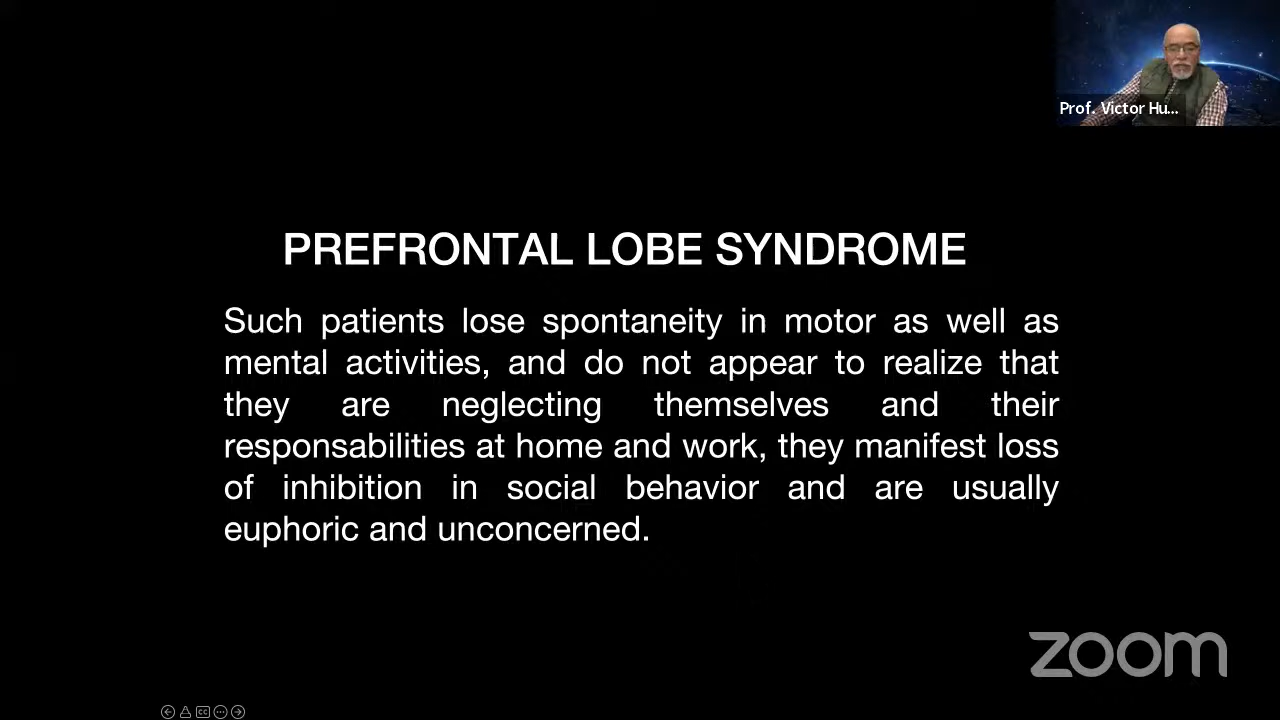 Prof. Victor Hu...
PREFRONTAL LOBE SYNDROME
Such patients lose spontaneity in motor as well as
mental activities, and do not appear to realize that
they are neglecting themselves and their
responsabilities at home and work, they manifest loss
of inhibition in social behavior and are usually
euphoric and unconcerned.
zoom
CC